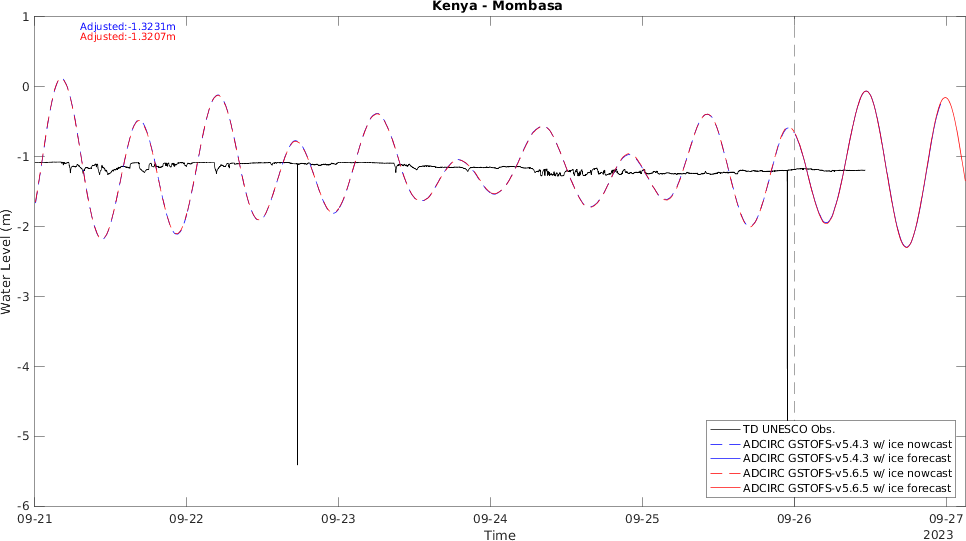 Kenya - Mombasa
Adjusted:-1.3231m
Adjusted:-1.3207m
1
0
-1
-2
-3
-4
-5
-6
Water Level (m)
09-21 09-22 09-23 09-24 09-25 09-26 09-27
Time
2023
TD UNESCO Obs.
ADCIRC GSTOFS-v5.4.3 w/ ice nowcast
ADCIRC GSTOFS-v5.4.3 w/ ice forecast
ADCIRC GSTOFS-v5.6.5 w/ ice nowcast
ADCIRC GSTOFS-v5.6.5 w/ ice forecast